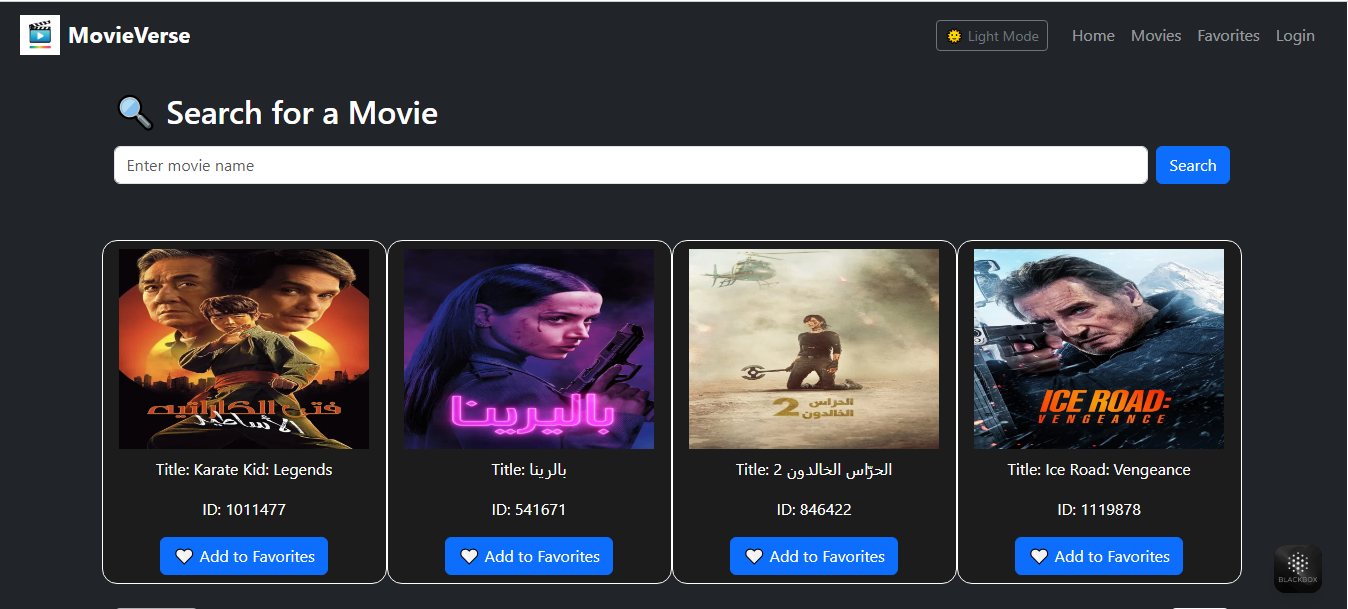 MovieVerse
🌞 Light Mode
Home
Movies
Favorites
Login
🔍 Search for a Movie
Enter movie name
Search
فتى الكاراتيه
الأساطير
باليرينا
الحراس
الخالدون 2
ICE ROAD:
VENGEANCE
Title: Karate Kid: Legends
Title: بالرينا
Title: الحرّاس الخالدون 2
Title: Ice Road: Vengeance
ID: 1011477
ID: 541671
ID: 846422
ID: 1119878
🤍 Add to Favorites
🤍 Add to Favorites
🤍 Add to Favorites
🤍 Add to Favorites
BLACKBOX